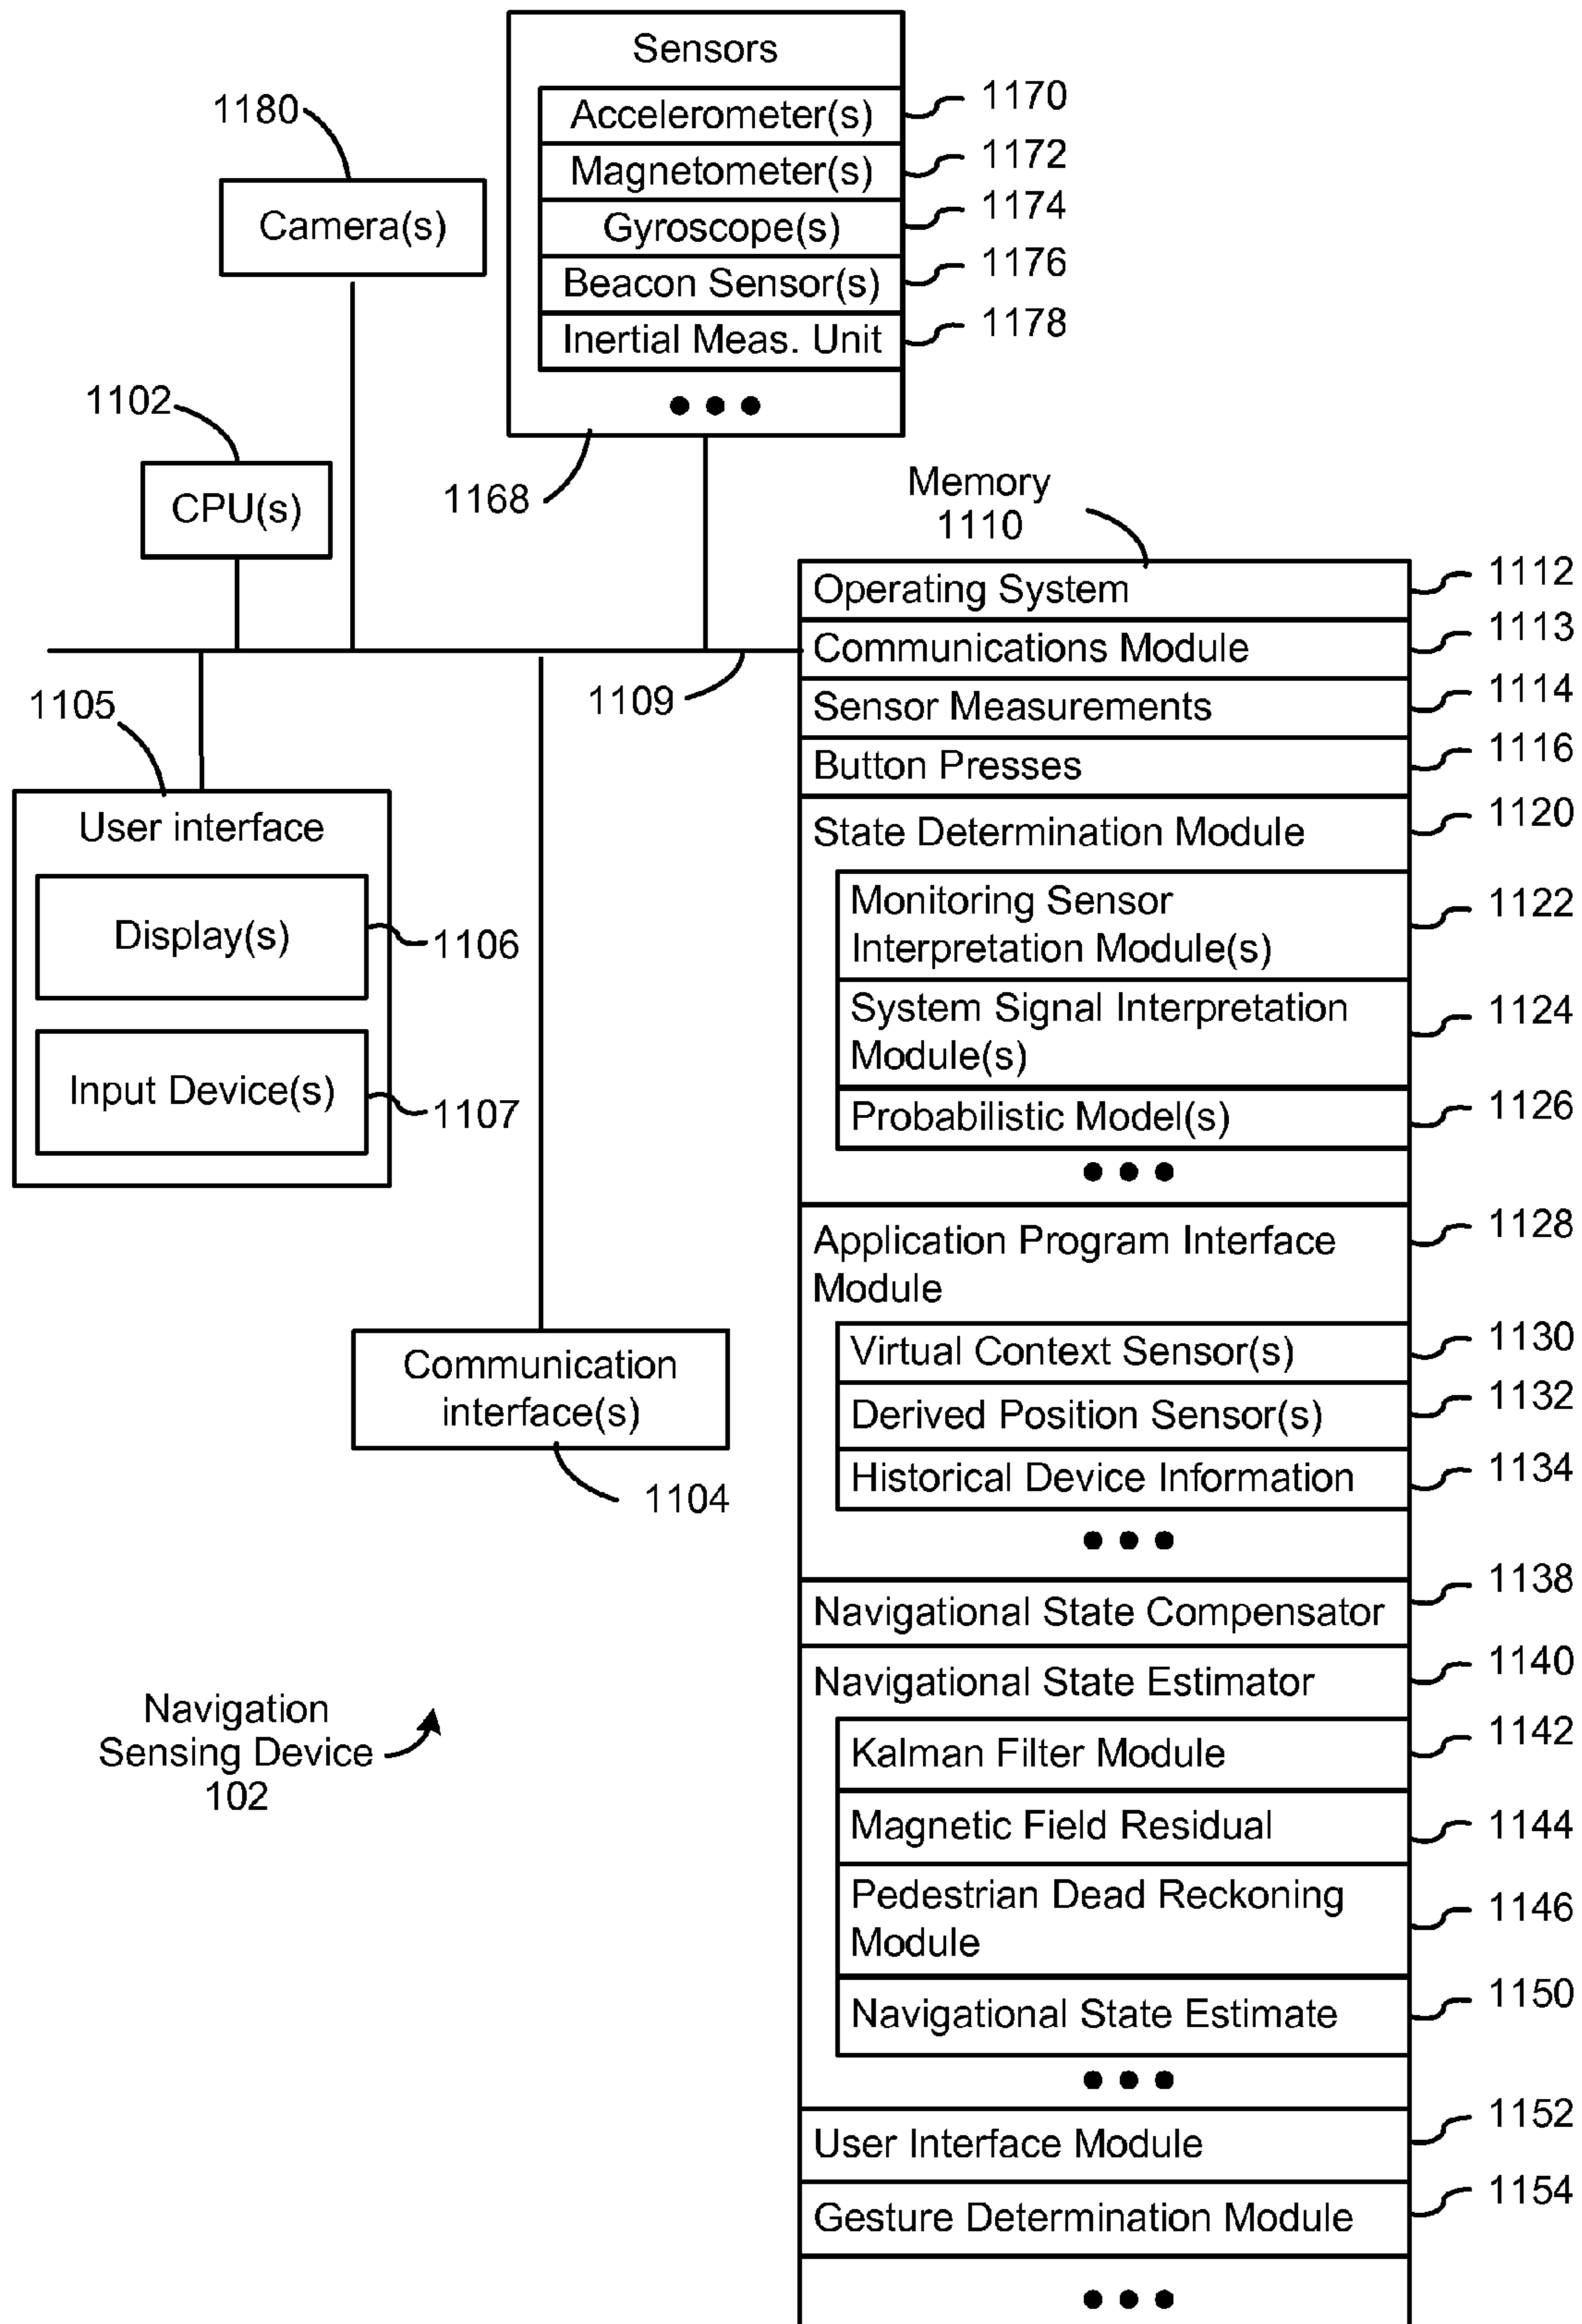 Sensors
Accelerometer(s)
1170
Magnetometer(s)
1172
Gyroscope(s)
1174
Beacon Sensor(s)
1176
Inertial Meas. Unit
1178
1168
1180
Camera(s)
1102
CPU(s)
1109
1105
User interface
Display(s)
1106
Input Device(s)
1107
Communication
interface(s)
1104
Navigation
Sensing Device
102
Memory
1110
Operating System
1112
Communications Module
1113
Sensor Measurements
1114
Button Presses
1116
State Determination Module
1120
Monitoring Sensor
Interpretation Module(s)
1122
System Signal Interpretation
Module(s)
1124
Probabilistic Model(s)
1126
Application Program Interface
Module
1128
Virtual Context Sensor(s)
1130
Derived Position Sensor(s)
1132
Historical Device Information
1134
Navigational State Compensator
1138
Navigational State Estimator
1140
Kalman Filter Module
1142
Magnetic Field Residual
1144
Pedestrian Dead Reckoning
Module
1146
Navigational State Estimate
1150
User Interface Module
1152
Gesture Determination Module
1154